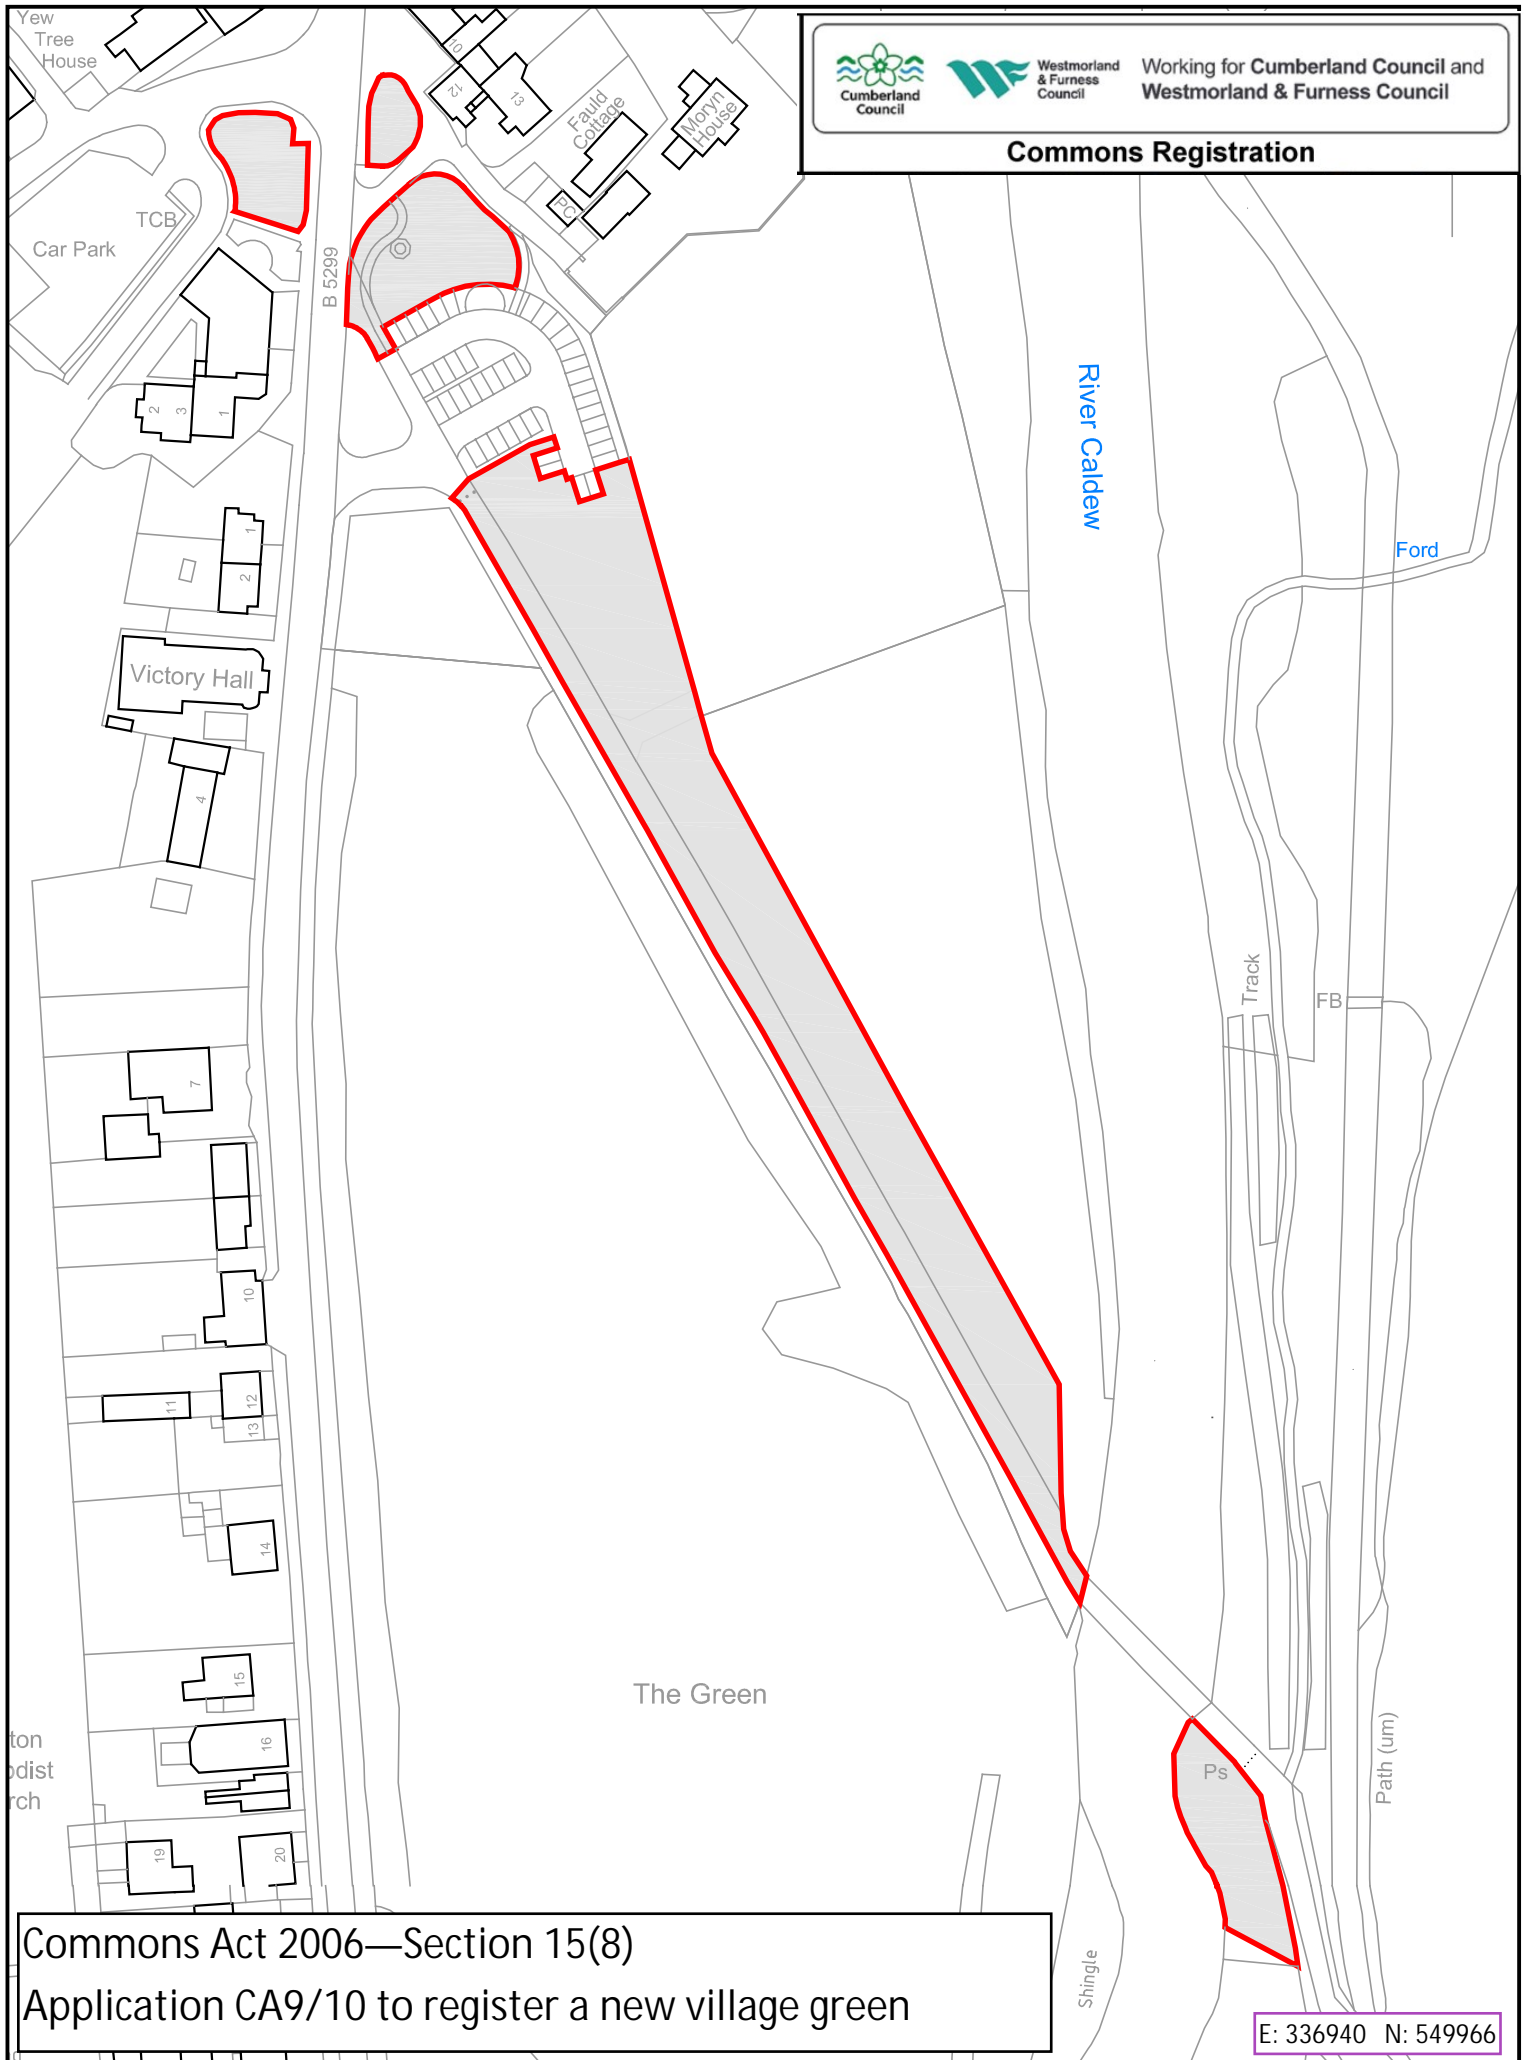 Yew
Tree
House
10
12
13
Fauld
Cottage
Moryn
House
PC
Cumberland
Council
Westmorland
& Furness
Council
Working for Cumberland Council and
Westmorland & Furness Council
Commons Registration
TCB
Car Park
B 5299
2
3
1
River Caldew
Ford
1
2
Victory Hall
4
Track
FB
7
10
11
12
13
14
15
The Green
16
ton
odist
rch
Ps
Path (um)
19
20
Shingle
Commons Act 2006—Section 15(8)
Application CA9/10 to register a new village green
E: 336940 N: 549966